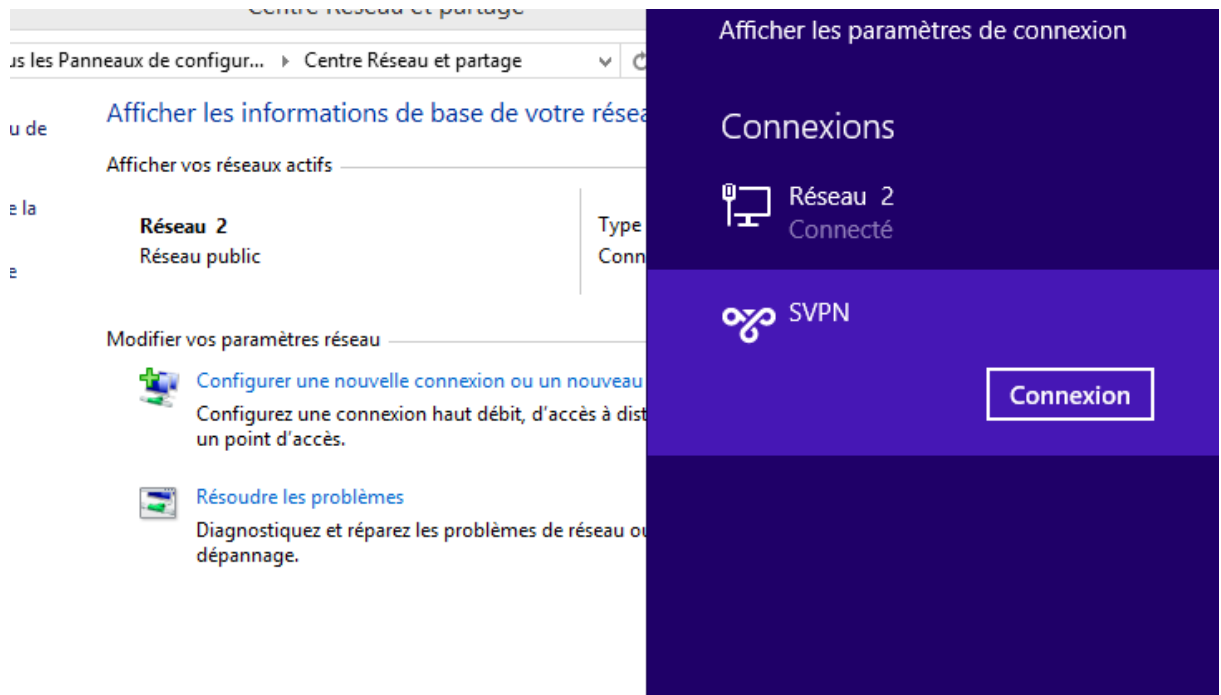 Centre Réseau et partage
us les Panneaux de configur... Centre Réseau et partage
u de
e la
e
Afficher les informations de base de votre résea
Afficher vos réseaux actifs
Réseau 2
Réseau public
Type
Conn
Modifier vos paramètres réseau
Configurer une nouvelle connexion ou un nouveau
Configurez une connexion haut débit, d'accès à dist
un point d'accès.
Résoudre les problèmes
Diagnostiquez et réparez les problèmes de réseau ou
dépannage.
Afficher les paramètres de connexion
Connexions
Réseau 2
Connecté
SVPN
Connexion